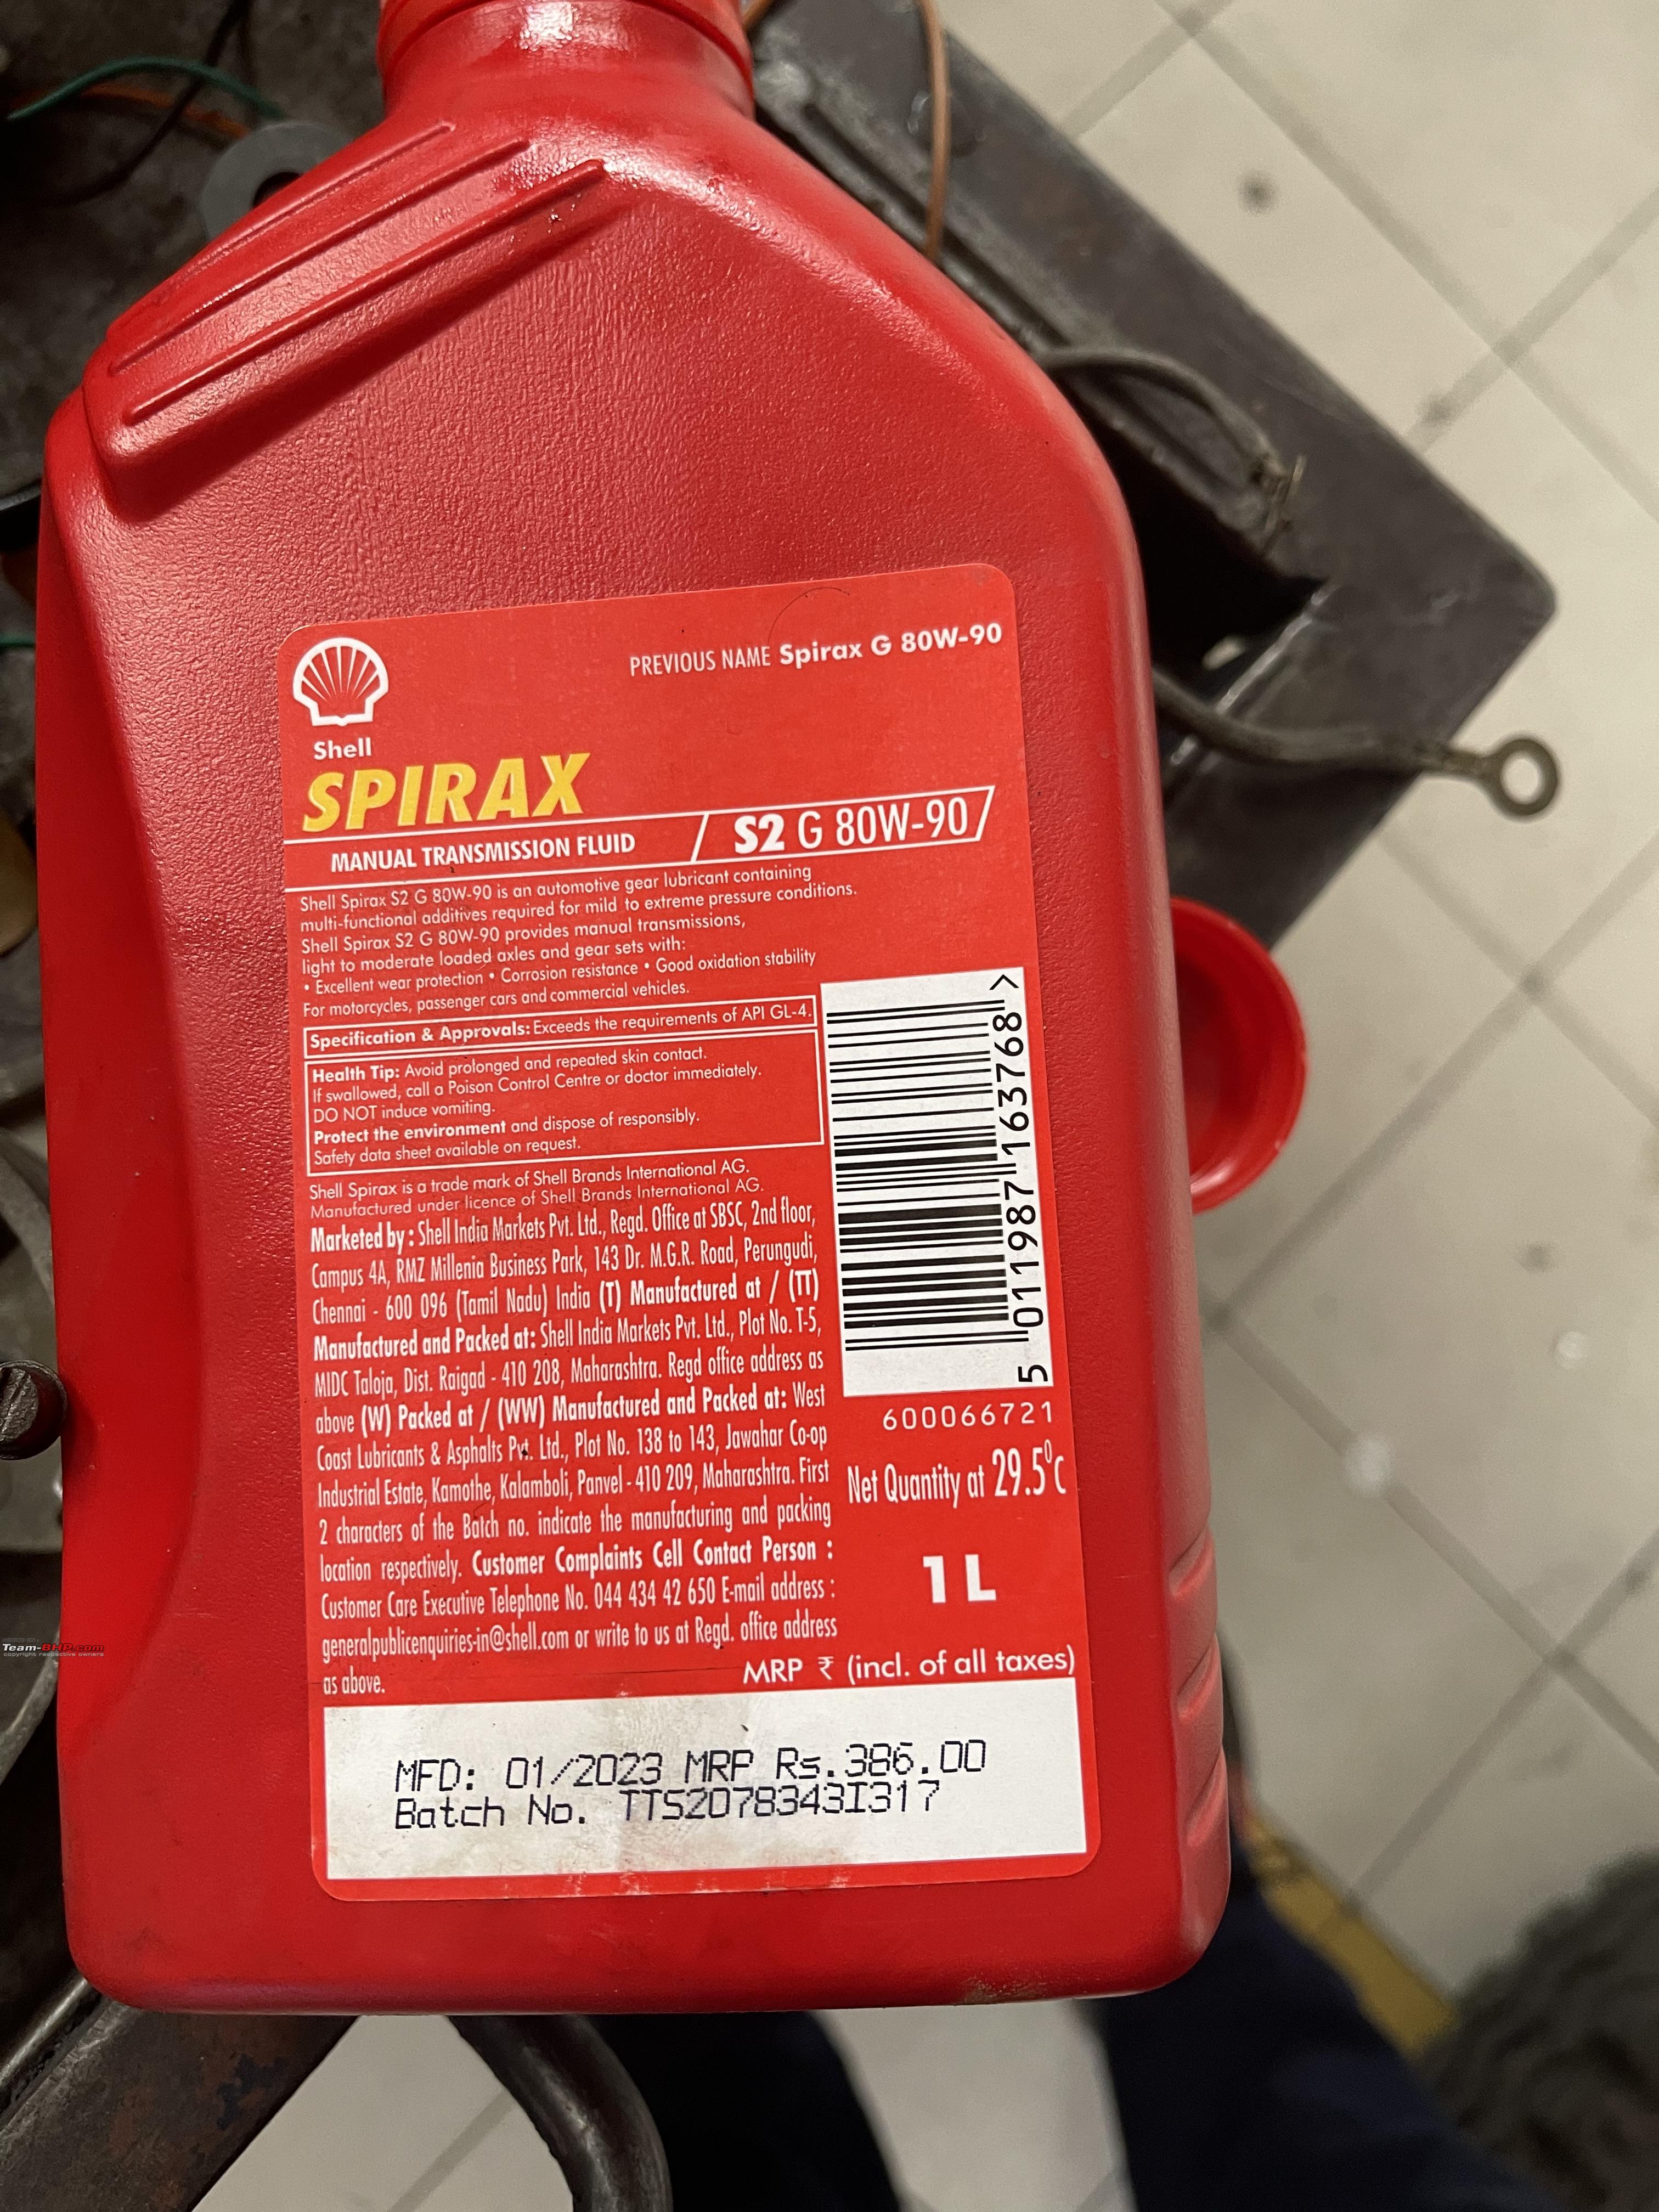 PREVIOUS NAME Spirax G 80W-90
Shell
SPIRAX
MANUAL TRANSMISSION FLUID / S2 G 80W-90
Shell Spirax S2 G 80W-90 is an automotive gear lubricant containing
multi-functional additives required for mild to extreme pressure conditions.
Shell Spirax S2 G 80W-90 provides manual transmissions,
light to moderate loaded axles and gear sets with:
• Excellent wear protection • Corrosion resistance • Good oxidation stability
For motorcycles, passenger cars and commercial vehicles.
Specification & Approvals: Exceeds the requirements of API GL-4.
Health Tip: Avoid prolonged and repeated skin contact.
If swallowed, call a Poison Control Centre or doctor immediately.
DO NOT induce vomiting.
Protect the environment and dispose of responsibly.
Safety data sheet available on request.
Shell Spirax is a trade mark of Shell Brands International AG.
Manufactured under licence of Shell Brands International AG.
Marketed by : Shell India Markets Pvt. Ltd., Regd. Office at SBSC, 2nd floor,
Campus 4A, RMZ Millenia Business Park, 143 Dr. M.G.R. Road, Perungudi,
Chennai - 600 096 (Tamil Nadu) India (T) Manufactured at / (TT)
Manufactured and Packed at: Shell India Markets Pvt. Ltd., Plot No. T-5,
MIDC Taloja, Dist. Raigad - 410 208, Maharashtra. Regd office address as
above (W) Packed at / (WW) Manufactured and Packed at: West
Coast Lubricants & Asphalts Pvt. Ltd., Plot No. 138 to 143, Jawahar Co-op
Industrial Estate, Kamothe, Kalamboli, Panvel - 410 209, Maharashtra. First
2 characters of the Batch no. indicate the manufacturing and packing
location respectively. Customer Complaints Cell Contact Person :
Customer Care Executive Telephone No. 044 434 42 650 E-mail address :
generalpublicenquiries-in@shell.com or write to us at Regd. office address
as above.
5 011987 163768 >
600066721
Net Quantity at 29.5°C
1 L
MRP ₹ (incl. of all taxes)
MFD: 01/2023 MRP Rs.386.00
Batch No. TTS2078343I317
Team-BHP.com
copyright respective owners